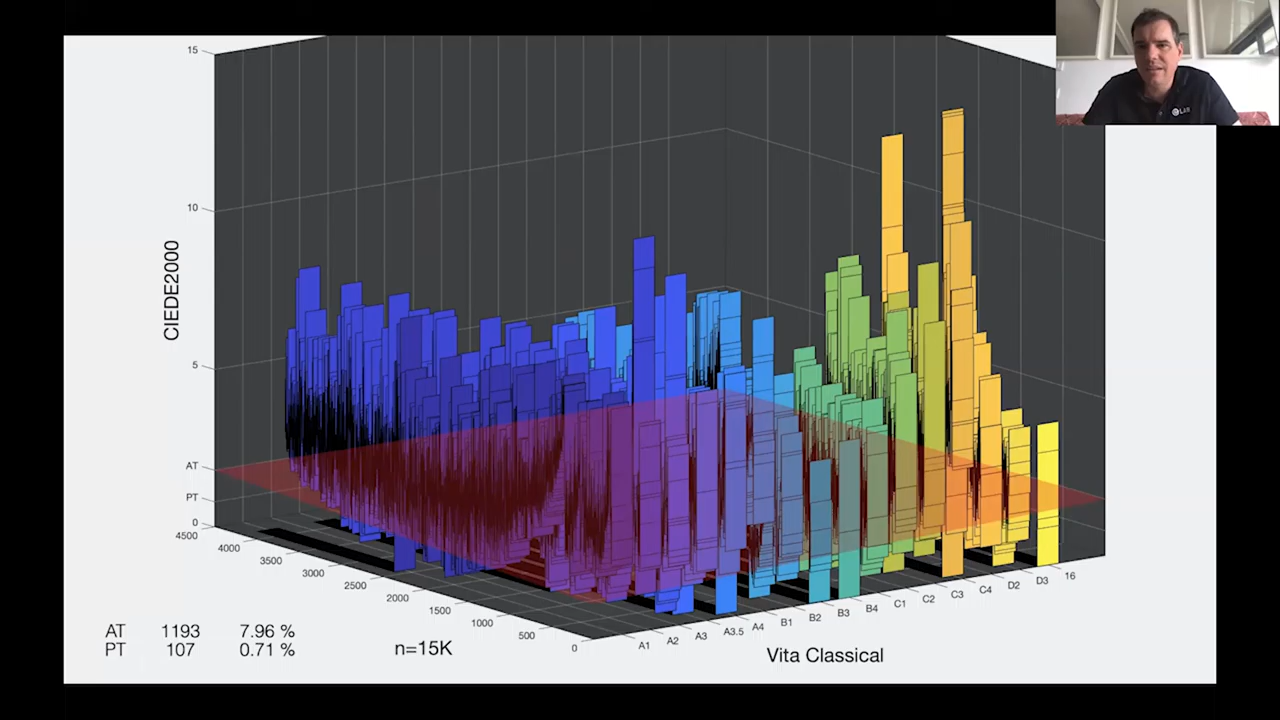 15
10
5
AT
PT
0
CIEDE2000
4500
4000
3500
3000
2500
2000
1500
1000
500
0
A1
A2
A3
A3.5
A4
B1
B2
B3
B4
C1
C2
C3
C4
D2
D3
16
Vita Classical
AT 1193 7.96 %
PT 107 0.71 %
n=15K
LAB